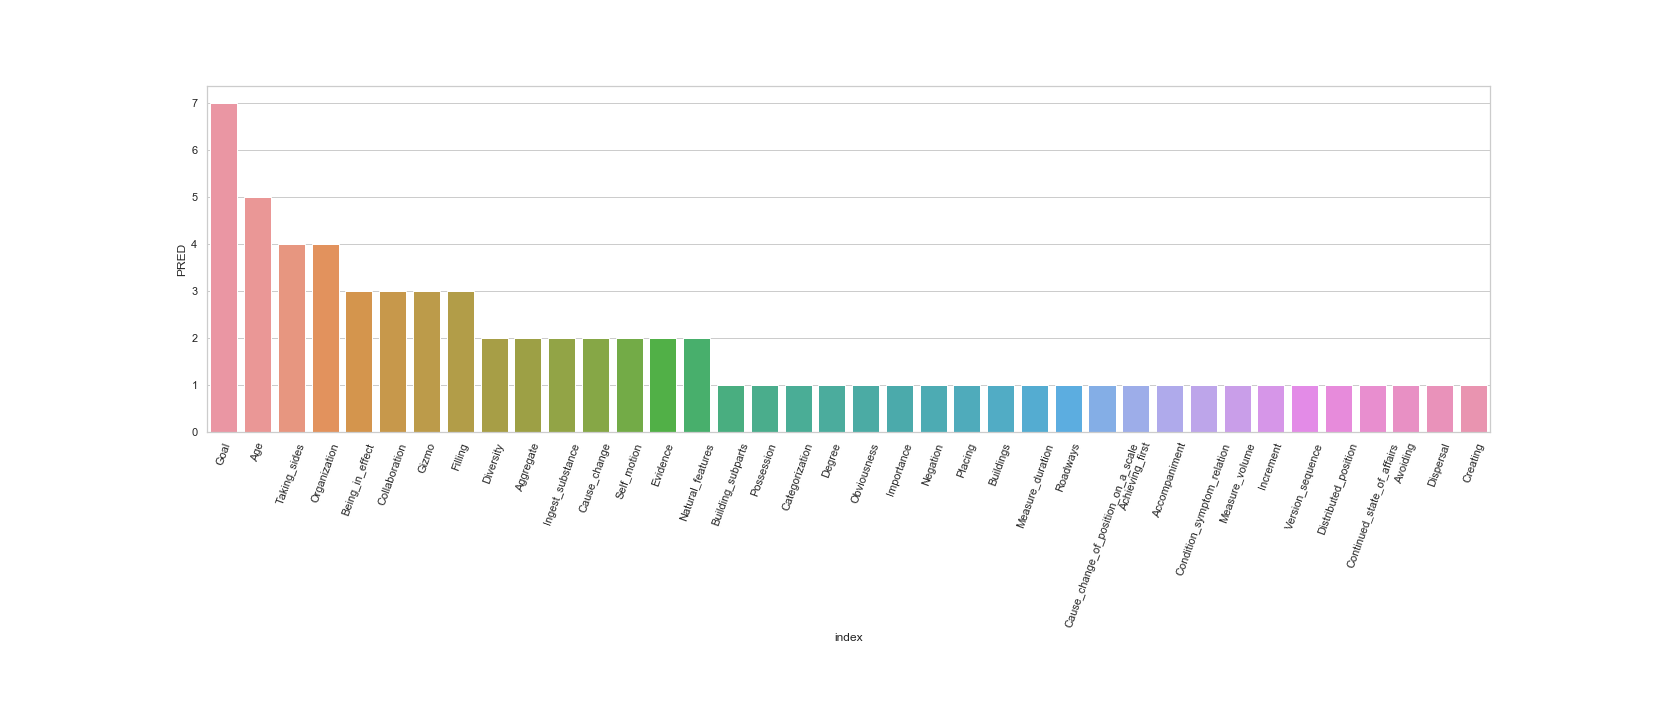 7
6
5
4
3
2
1
0
PRED
Goal
Age
Taking_sides
Organization
Being_in_effect
Collaboration
Gizmo
Filling
Diversity
Aggregate
Ingest_substance
Cause_change
Self_motion
Evidence
Natural_features
Building_subparts
Possession
Categorization
Degree
Obviousness
Importance
Negation
Placing
Buildings
Measure_duration
Roadways
Cause_change_of_position_on_a_scale
Achieving_first
Accompaniment
Condition_symptom_relation
Measure_volume
Increment
Version_sequence
Distributed_position
Continued_state_of_affairs
Avoiding
Dispersal
Creating
index